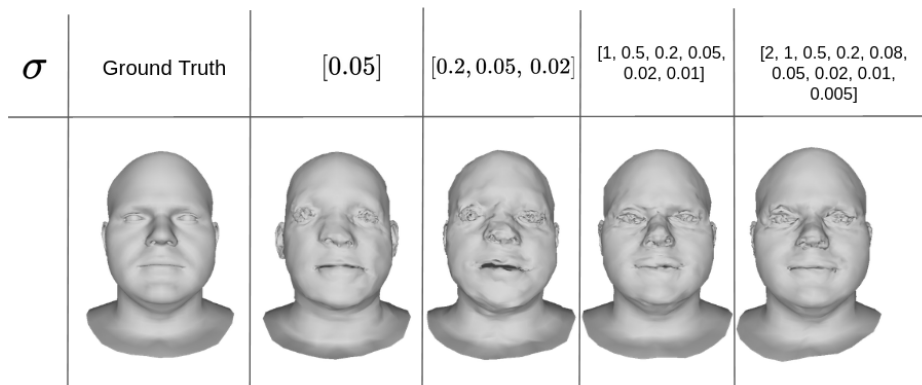 σ
Ground Truth
[0.05]
[0.2, 0.05, 0.02]
[1, 0.5, 0.2, 0.05,
0.02, 0.01]
[2, 1, 0.5, 0.2, 0.08,
0.05, 0.02, 0.01,
0.005]